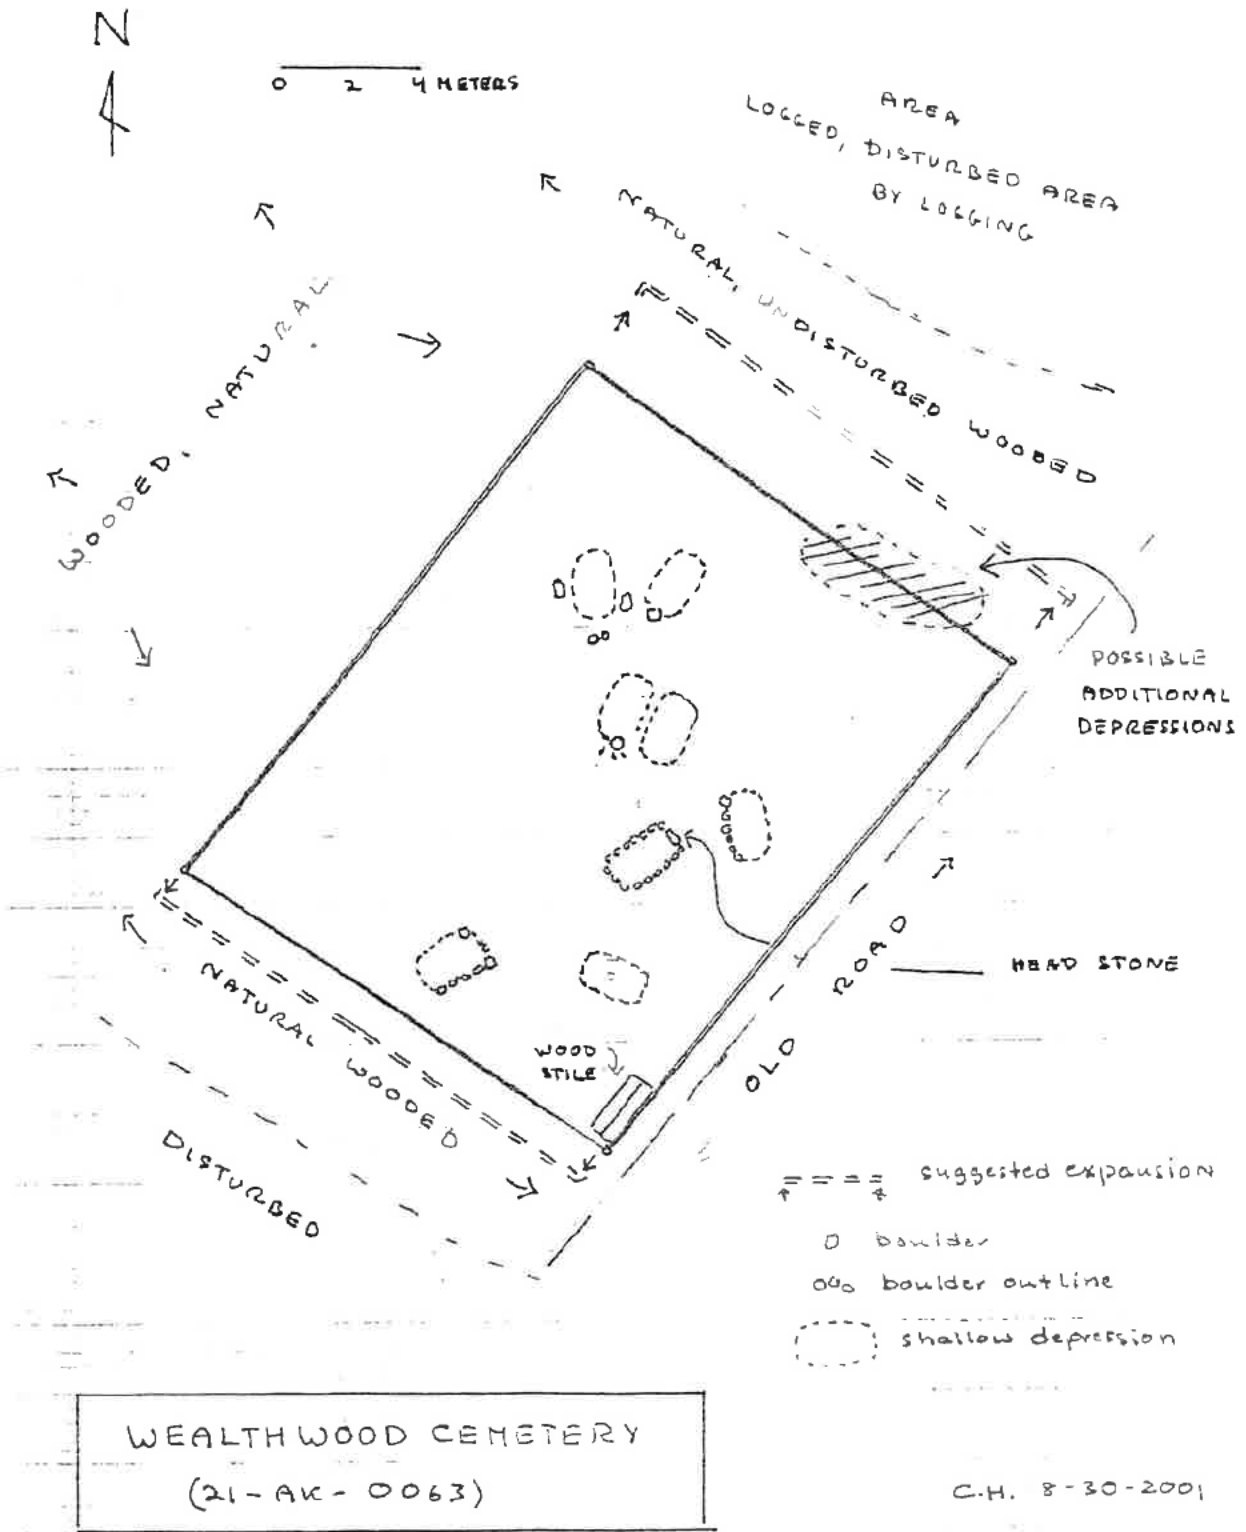 N
0 2 4 METERS
AREA
LOGGED, DISTURBED AREA
BY LOGGING
NATURAL, UNDISTURBED WOODED
WOODED, NATURAL
POSSIBLE
ADDITIONAL
DEPRESSIONS
HEAD STONE
OLD ROAD
WOOD
STILE
NATURAL WOODED
DISTURBED
suggested expansion
boulder
boulder outline
shallow depression
WEALTHWOOD CEMETERY
(21-AK-0063)
C.H. 8-30-2001